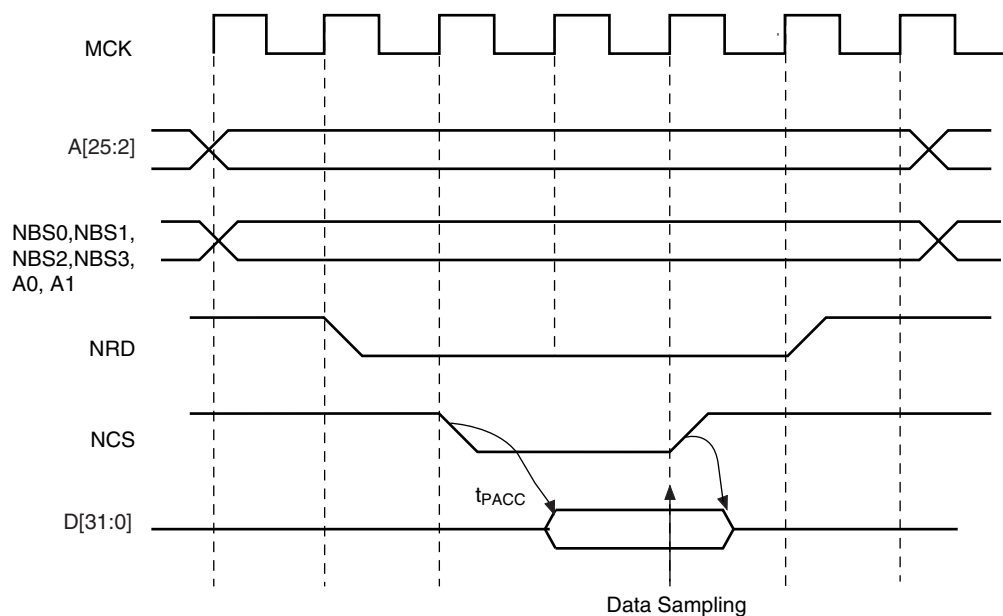 MCK
A[25:2]
NBS0,NBS1,
NBS2,NBS3,
A0, A1
NRD
NCS
tPACC
D[31:0]
Data Sampling